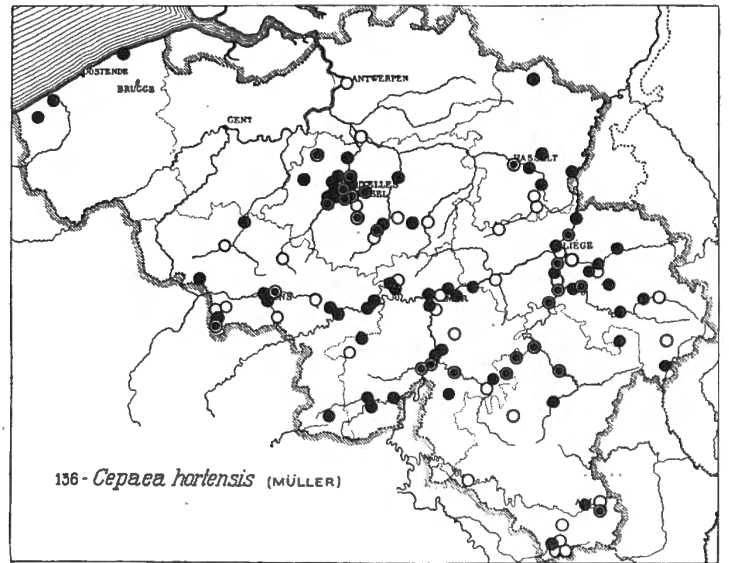 OOSTENDE
BRUGGE
ANTWERPEN
GENT
HASSELT
LIÈGE
136 - Cepaea hortensis (MÜLLER)